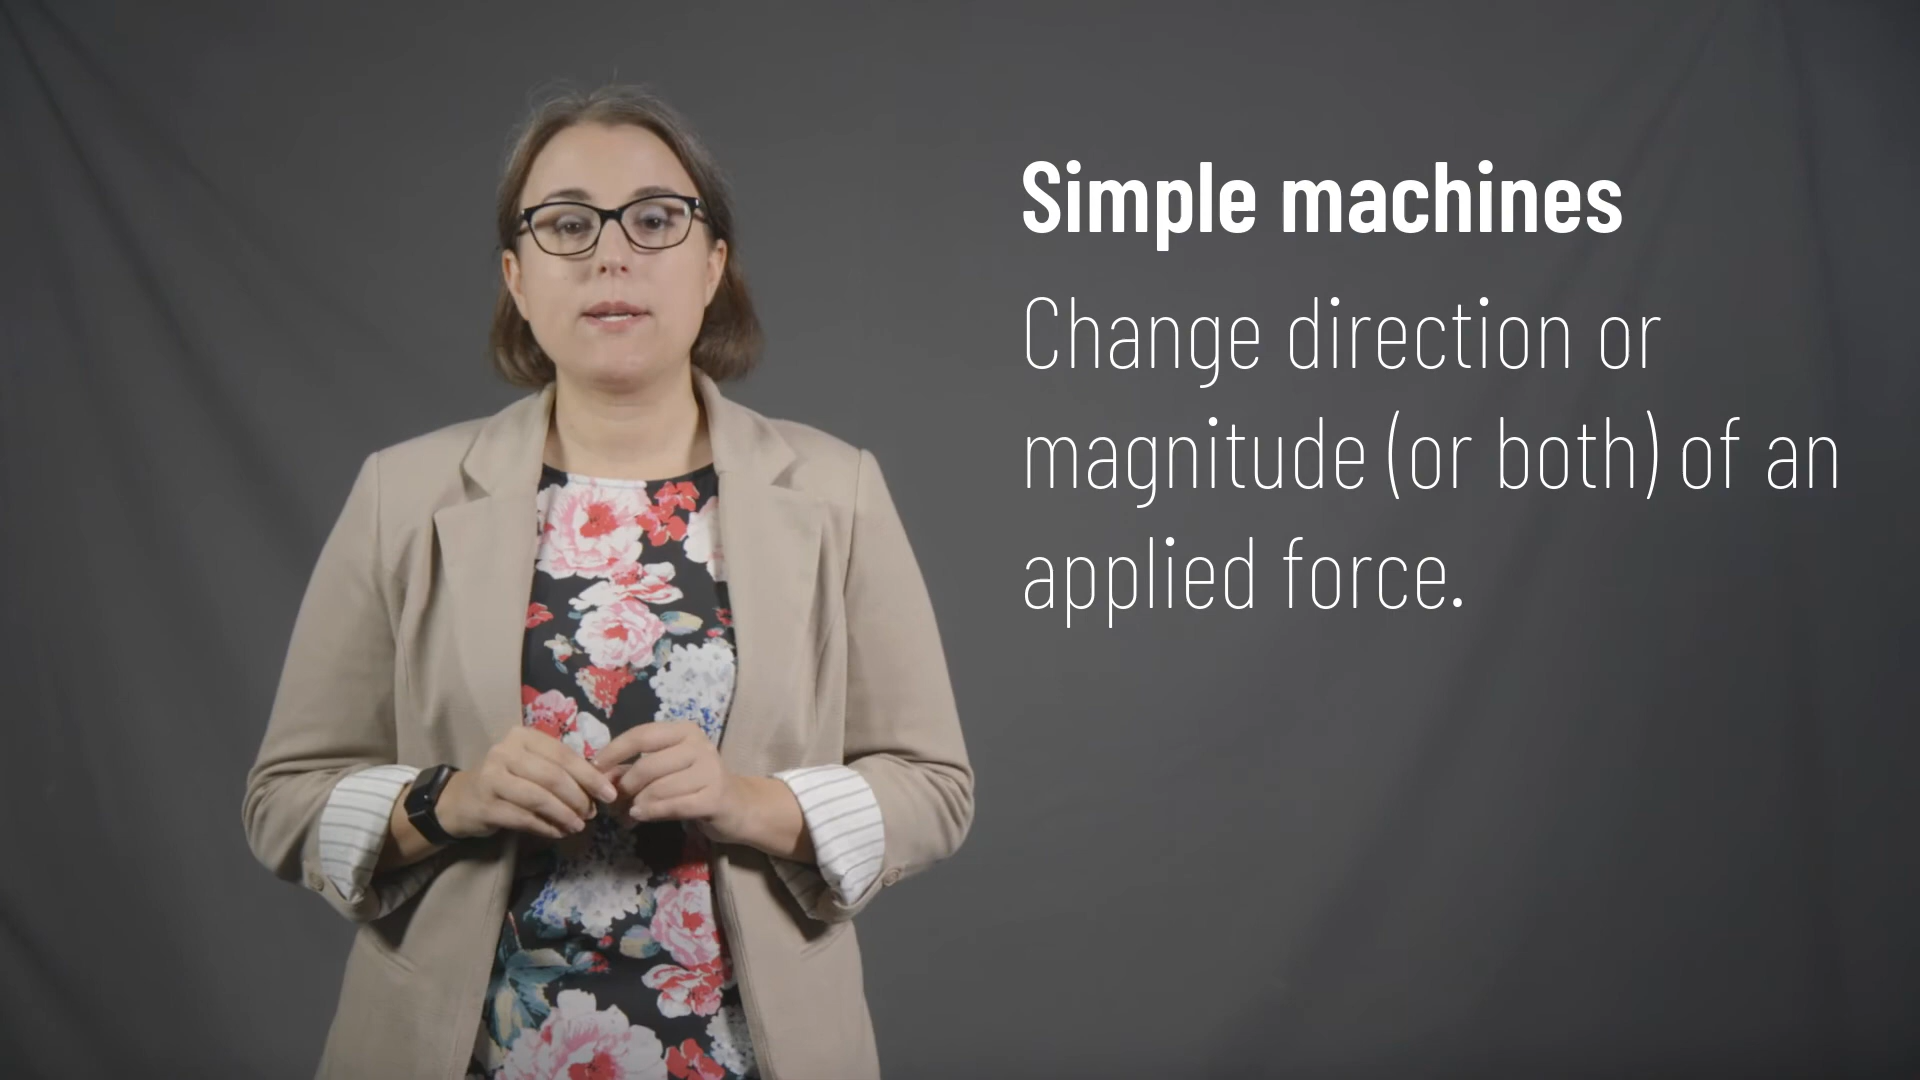 Simple machines
Change direction or
magnitude (or both) of an
applied force.